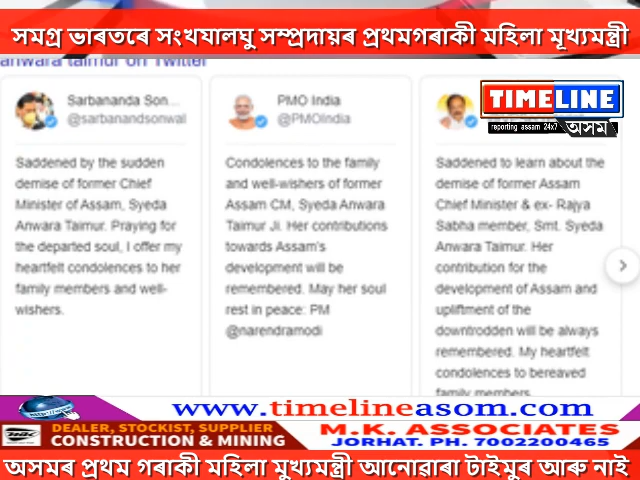 সমগ্ৰ ভাৰতৰে সংখ্যালঘু সম্প্ৰদায়ৰ প্ৰথমগৰাকী মহিলা মূখ্যমন্ত্ৰী
anwara taimur on Twitter
TIMELINE
reporting assam 24x7 অসম
Sarbananda Son...
@sarbanandsonwal
Saddened by the sudden
demise of former Chief
Minister of Assam, Syeda
Anwara Taimur. Praying for
the departed soul, I offer my
heartfelt condolences to her
family members and well-
wishers.
PMO India
@PMOIndia
Condolences to the family
and well-wishers of former
Assam CM, Syeda Anwara
Taimur Ji. Her contributions
towards Assam's
development will be
remembered. May her soul
rest in peace: PM
@narendramodi
Saddened to learn about the
demise of former Assam
Chief Minister & ex- Rajya
Sabha member, Smt. Syeda
Anwara Taimur. Her
contribution for the
development of Assam and
upliftment of the
downtrodden will be always
remembered. My heartfelt
condolences to bereaved
family members
www.timelineasom.com
DEALER, STOCKIST, SUPPLIER
CONSTRUCTION & MINING
M.K. ASSOCIATES
JORHAT. PH. 7002200465
অসমৰ প্ৰথম গৰাকী মহিলা মুখ্যমন্ত্ৰী আনোৱাৰা টাইমুৰ আৰু নাই